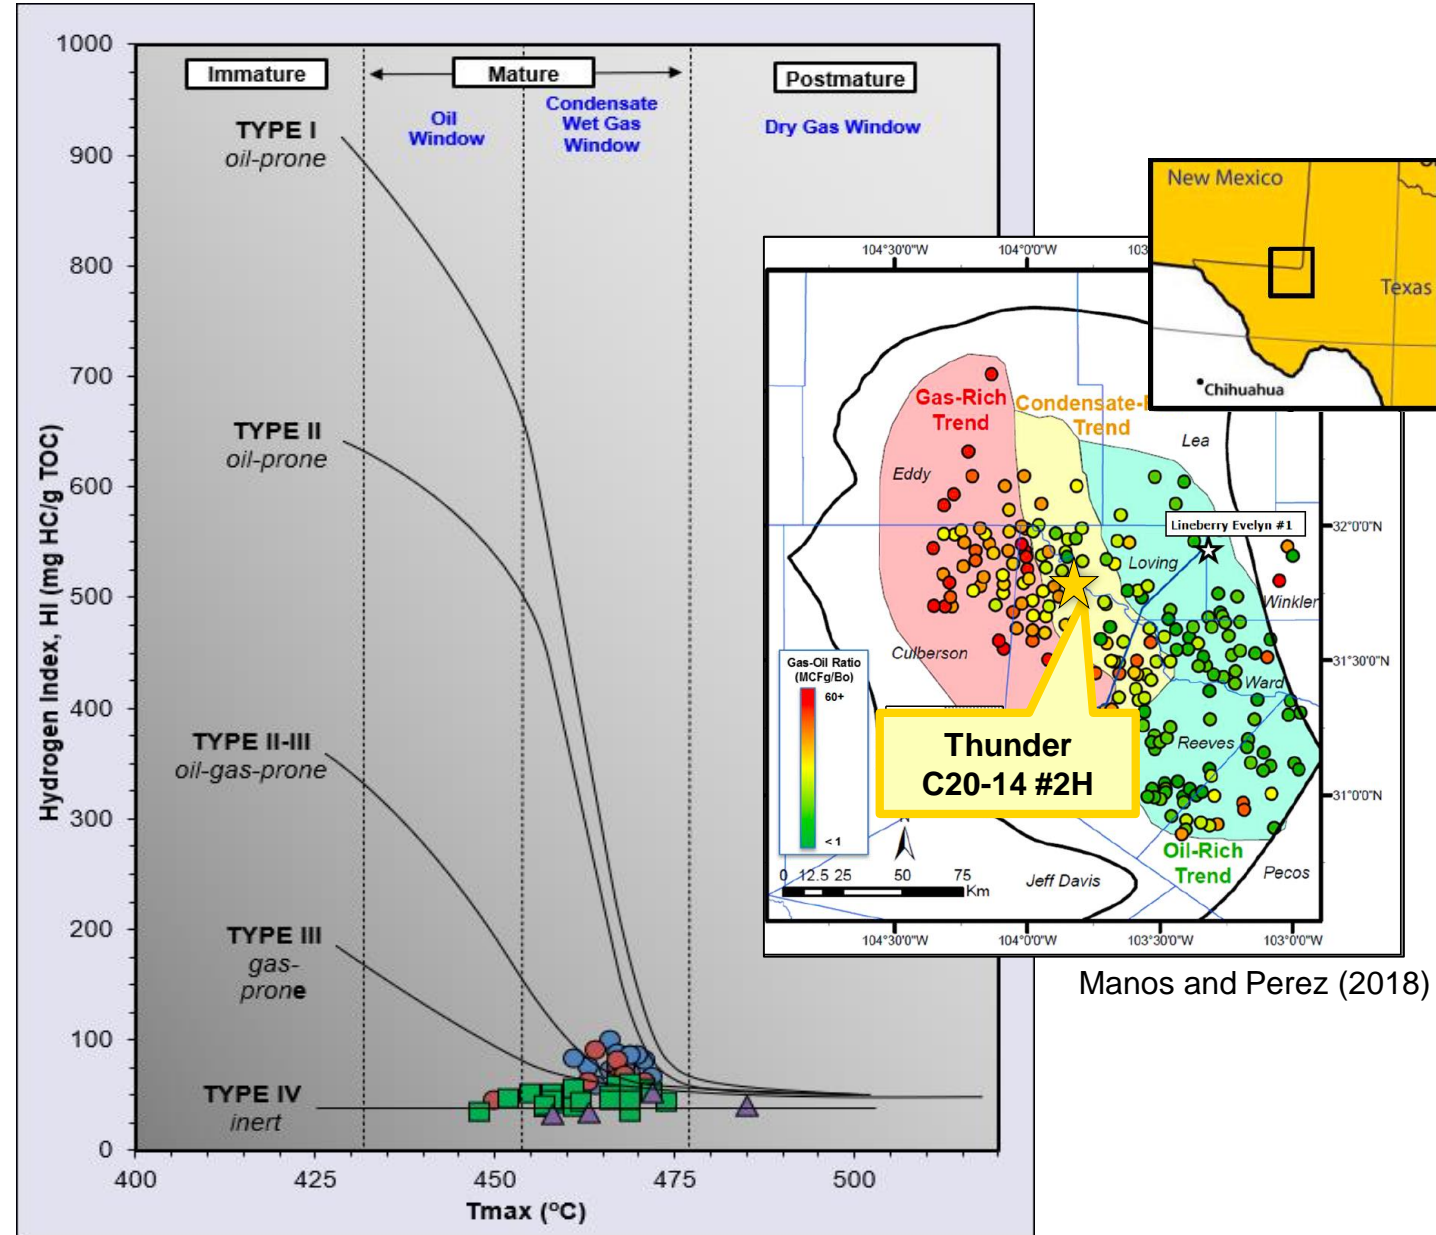 1000
900
800
700
600
500
400
300
200
100
0
Hydrogen Index, HI (mg HC/g TOC)
Immature
Mature
Postmature
Oil
Window
Condensate
Wet Gas
Window
Dry Gas Window
TYPE I
oil-prone
TYPE II
oil-prone
TYPE II-III
oil-gas-prone
TYPE III
gas-
prone
TYPE IV
inert
400
425
450
475
500
Tmax (ºC)
New Mexico
Texas
Chihuahua
104°30'0"W
104°0'0"W
103
Gas-Rich
Trend
Condensate-
Trend
Lea
Eddy
Lineberry Evelyn #1
32°0'0"N
Loving
Winkler
Culberson
31°30'0"N
Gas-Oil Ratio
(MCFg/Bo)
60+
< 1
Ward
Reeves
Thunder
C20-14 #2H
31°0'0"N
Oil-Rich
Trend
Pecos
Jeff Davis
0 12.5 25 50 75
Km
104°30'0"W
104°0'0"W
103°30'0"W
103°0'0"W
Manos and Perez (2018)